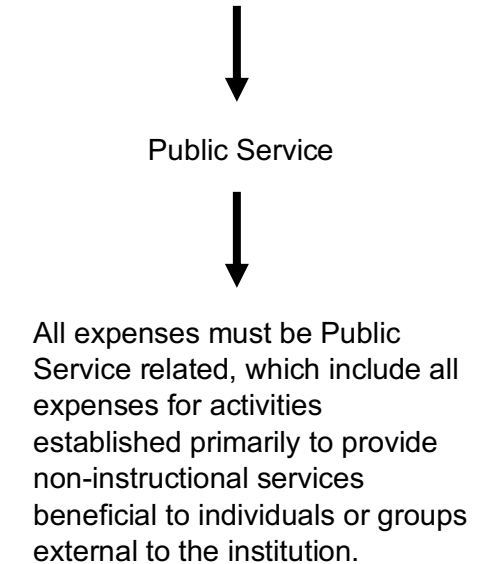 Public Service
All expenses must be Public
Service related, which include all
expenses for activities
established primarily to provide
non-instructional services
beneficial to individuals or groups
external to the institution.